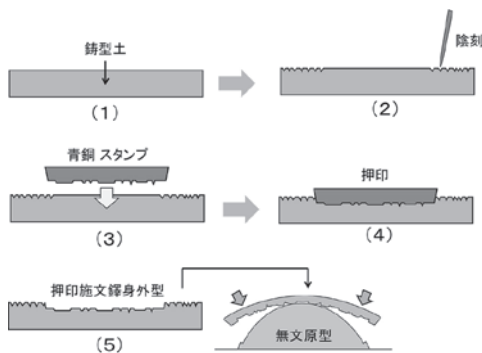 鋳型土
(1)
陰刻
(2)
青銅 スタンプ
(3)
押印
(4)
押印施文鐸身外型
(5)
無文原型